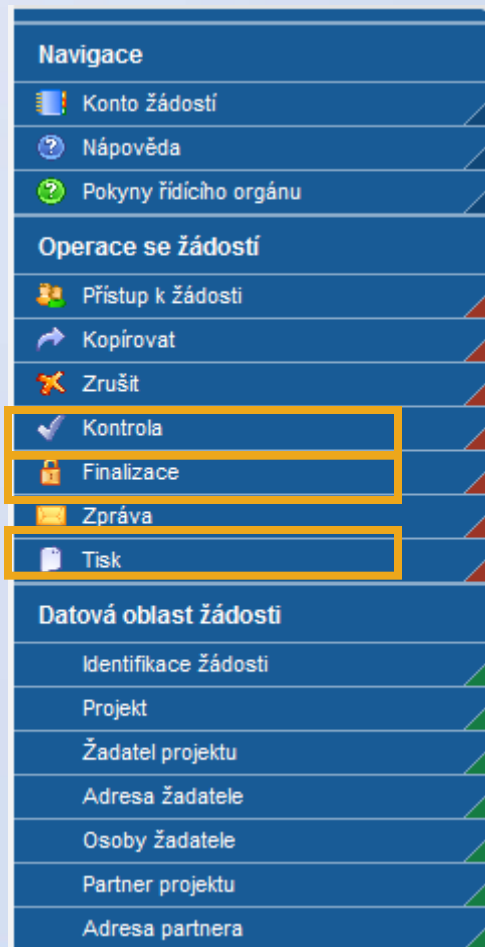 Navigace
Konto žádostí
Nápověda
Pokyny řídícího orgánu
Operace se žádostí
Přístup k žádosti
Kopírovat
Zrušit
Kontrola
Finalizace
Zpráva
Tisk
Datová oblast žádosti
Identifikace žádosti
Projekt
Žadatel projektu
Adresa žadatele
Osoby žadatele
Partner projektu
Adresa partnera